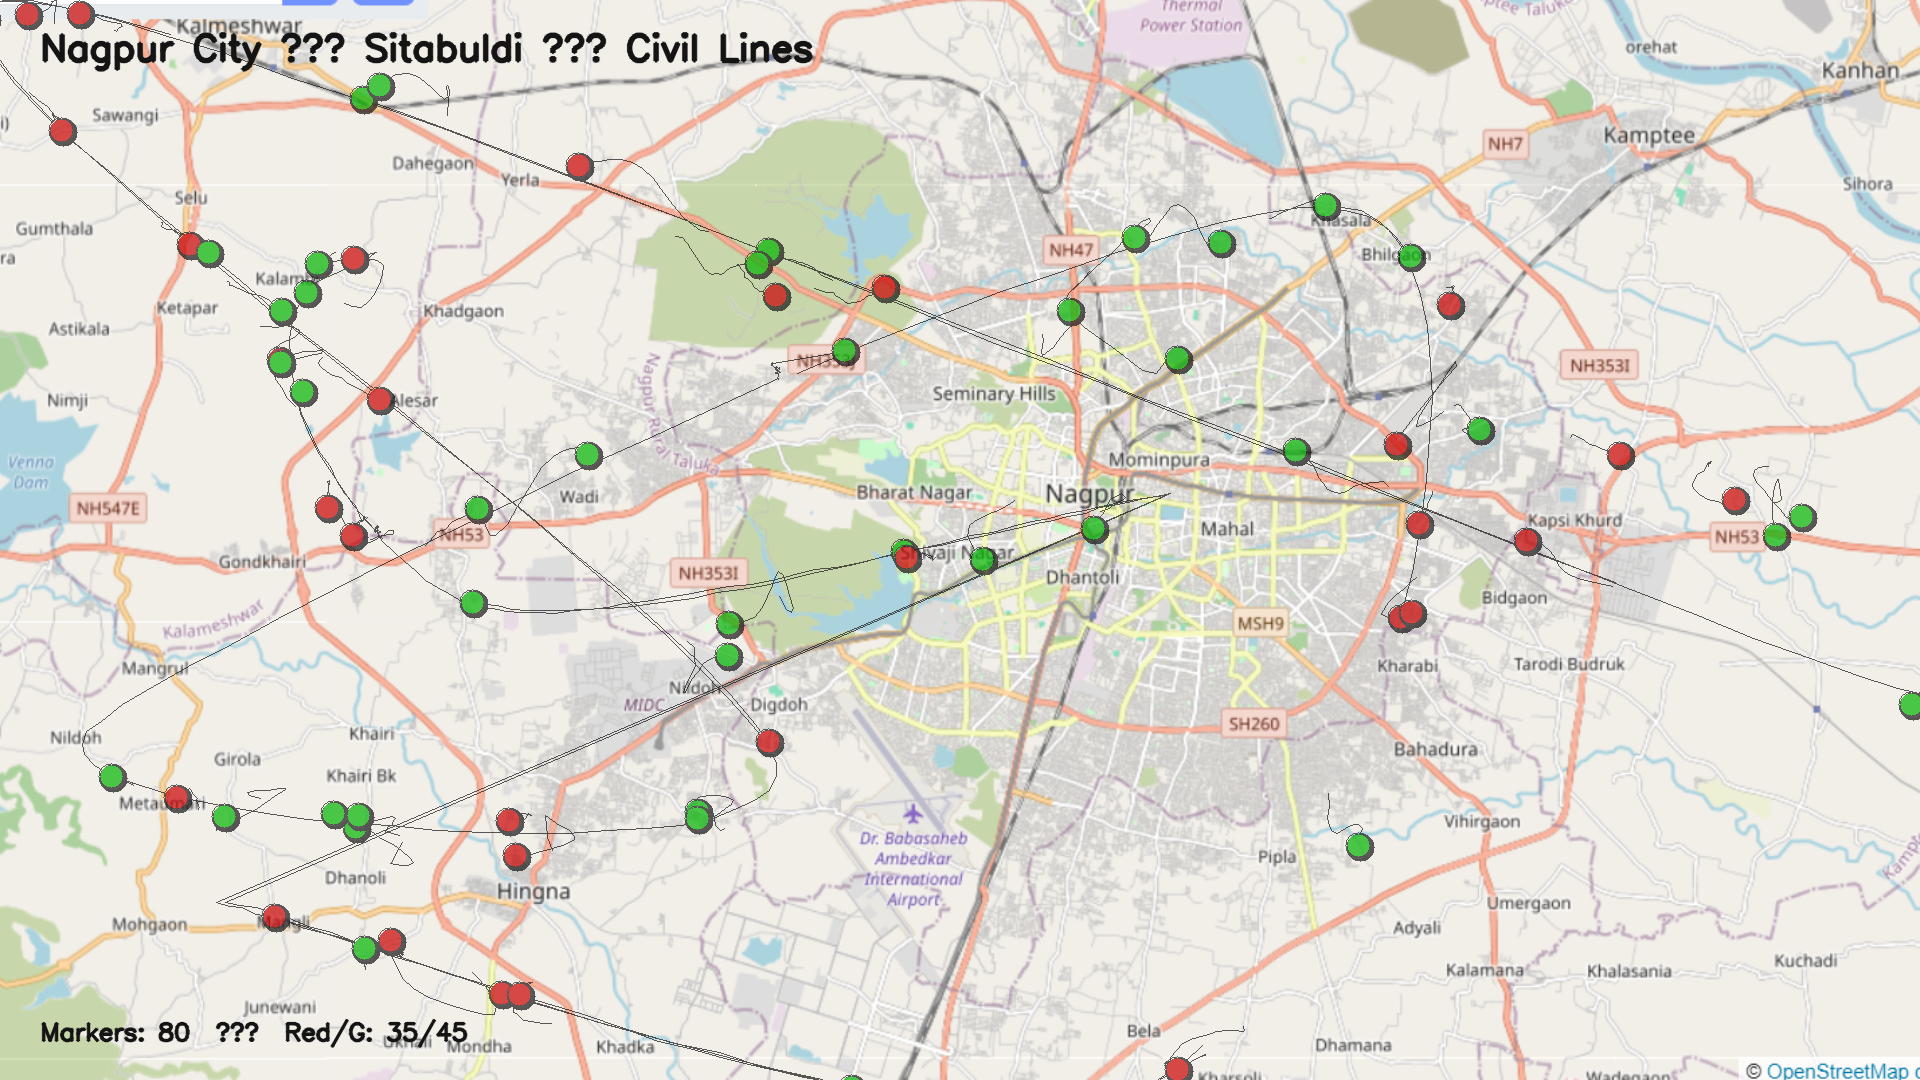 Kalmeshwar
Nagpur City ??? Sitabuldi ??? Civil Lines
Thermal
Power Station
orehat
Kanhan
Sawangi
NH7
Kamptee
Dahegaon
Yerla
Selu
Sihora
Gumthala
ra
NH47
Khasala
Bhilgaon
Ketapar
Khadgaon
Astikala
NH353I
Nimji
Alesar
Seminary Hills
Nagpur Rural Taluka
Mominpura
Venna
Dam
Bharat Nagar
Nagpur
Wadi
NH547E
NH53
Mahal
Kapsi Khurd
NH53
Gondkhairi
Shivaji Nagar
NH353I
Dhantoli
Bidgaon
Kalameshwar
MSH9
Mangrul
Kharabi
Tarodi Budruk
Nildoh
MIDC
Digdoh
SH260
Nildoh
Khairi
Bahadura
Girola
Khairi Bk
Vihirgaon
Dr. Babasaheb
Ambedkar
International
Airport
Pipla
Dhanoli
Hingna
Umergaon
Mohgaon
Adyali
Kuchadi
Kalamana
Khalasania
Junewani
Markers: 80 ??? Red/G: 35/45
Mondha
Khadka
Bela
Dhamana
Kharsoli
Wadegaon
© OpenStreetMap c